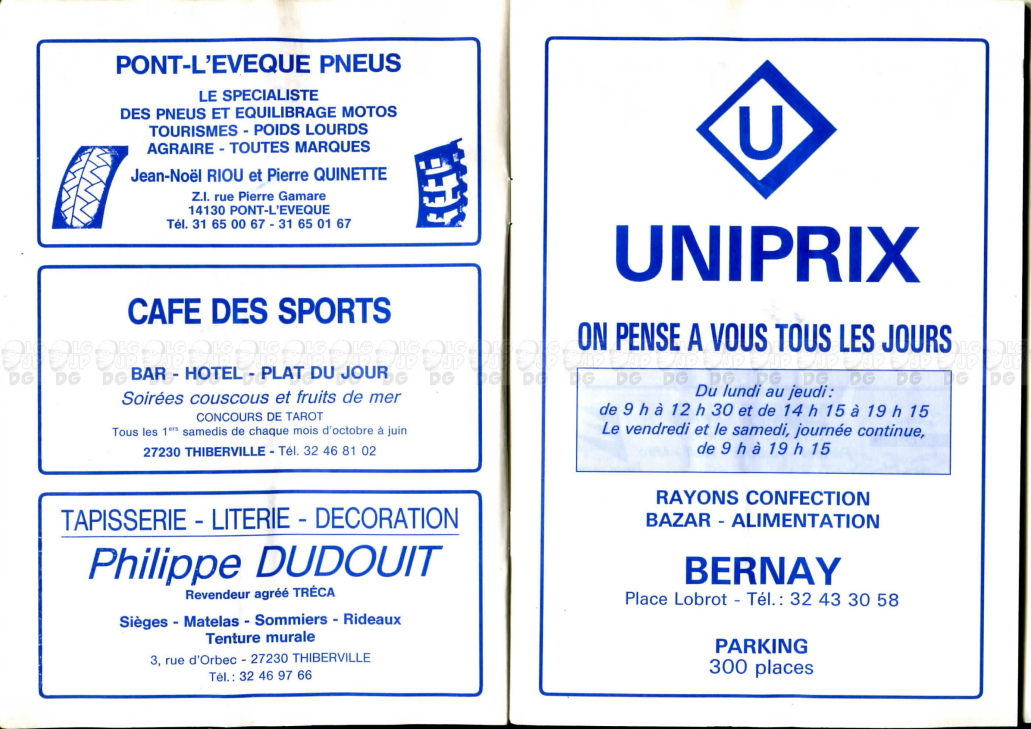 PONT-L'EVEQUE PNEUS
LE SPECIALISTE
DES PNEUS ET EQUILIBRAGE MOTOS
TOURISMES - POIDS LOURDS
AGRAIRE - TOUTES MARQUES
Jean-Noël RIOU et Pierre QUINETTE
Z.I. rue Pierre Gamare
14130 PONT-L'EVEQUE
Tél. 31 65 00 67 - 31 65 01 67
CAFE DES SPORTS
BAR - HOTEL - PLAT DU JOUR
Soirées couscous et fruits de mer
CONCOURS DE TAROT
Tous les 1ers samedis de chaque mois d'octobre à juin
27230 THIBERVILLE - Tél. 32 46 81 02
TAPISSERIE - LITERIE - DECORATION
Philippe DUDOUIT
Revendeur agréé TRÉCA
Sièges - Matelas - Sommiers - Rideaux
Tenture murale
3, rue d'Orbec - 27230 THIBERVILLE
Tél. : 32 46 97 66
U
UNIPRIX
ON PENSE A VOUS TOUS LES JOURS
Du lundi au jeudi :
de 9 h à 12 h 30 et de 14 h 15 à 19 h 15
Le vendredi et le samedi, journée continue,
de 9 h à 19 h 15
RAYONS CONFECTION
BAZAR - ALIMENTATION
BERNAY
Place Lobrot - Tél. : 32 43 30 58
PARKING
300 places